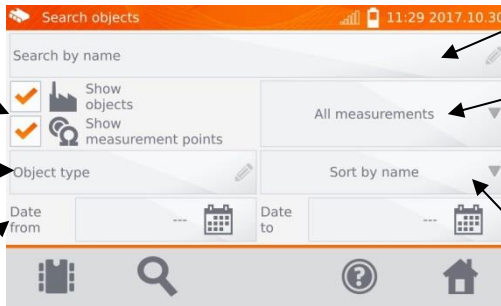 Search objects
11:29 2017.10.30
Search by name
Show
objects
Show
measurement points
All measurements
Object type
Sort by name
Date
from
---
Date
to
---
?